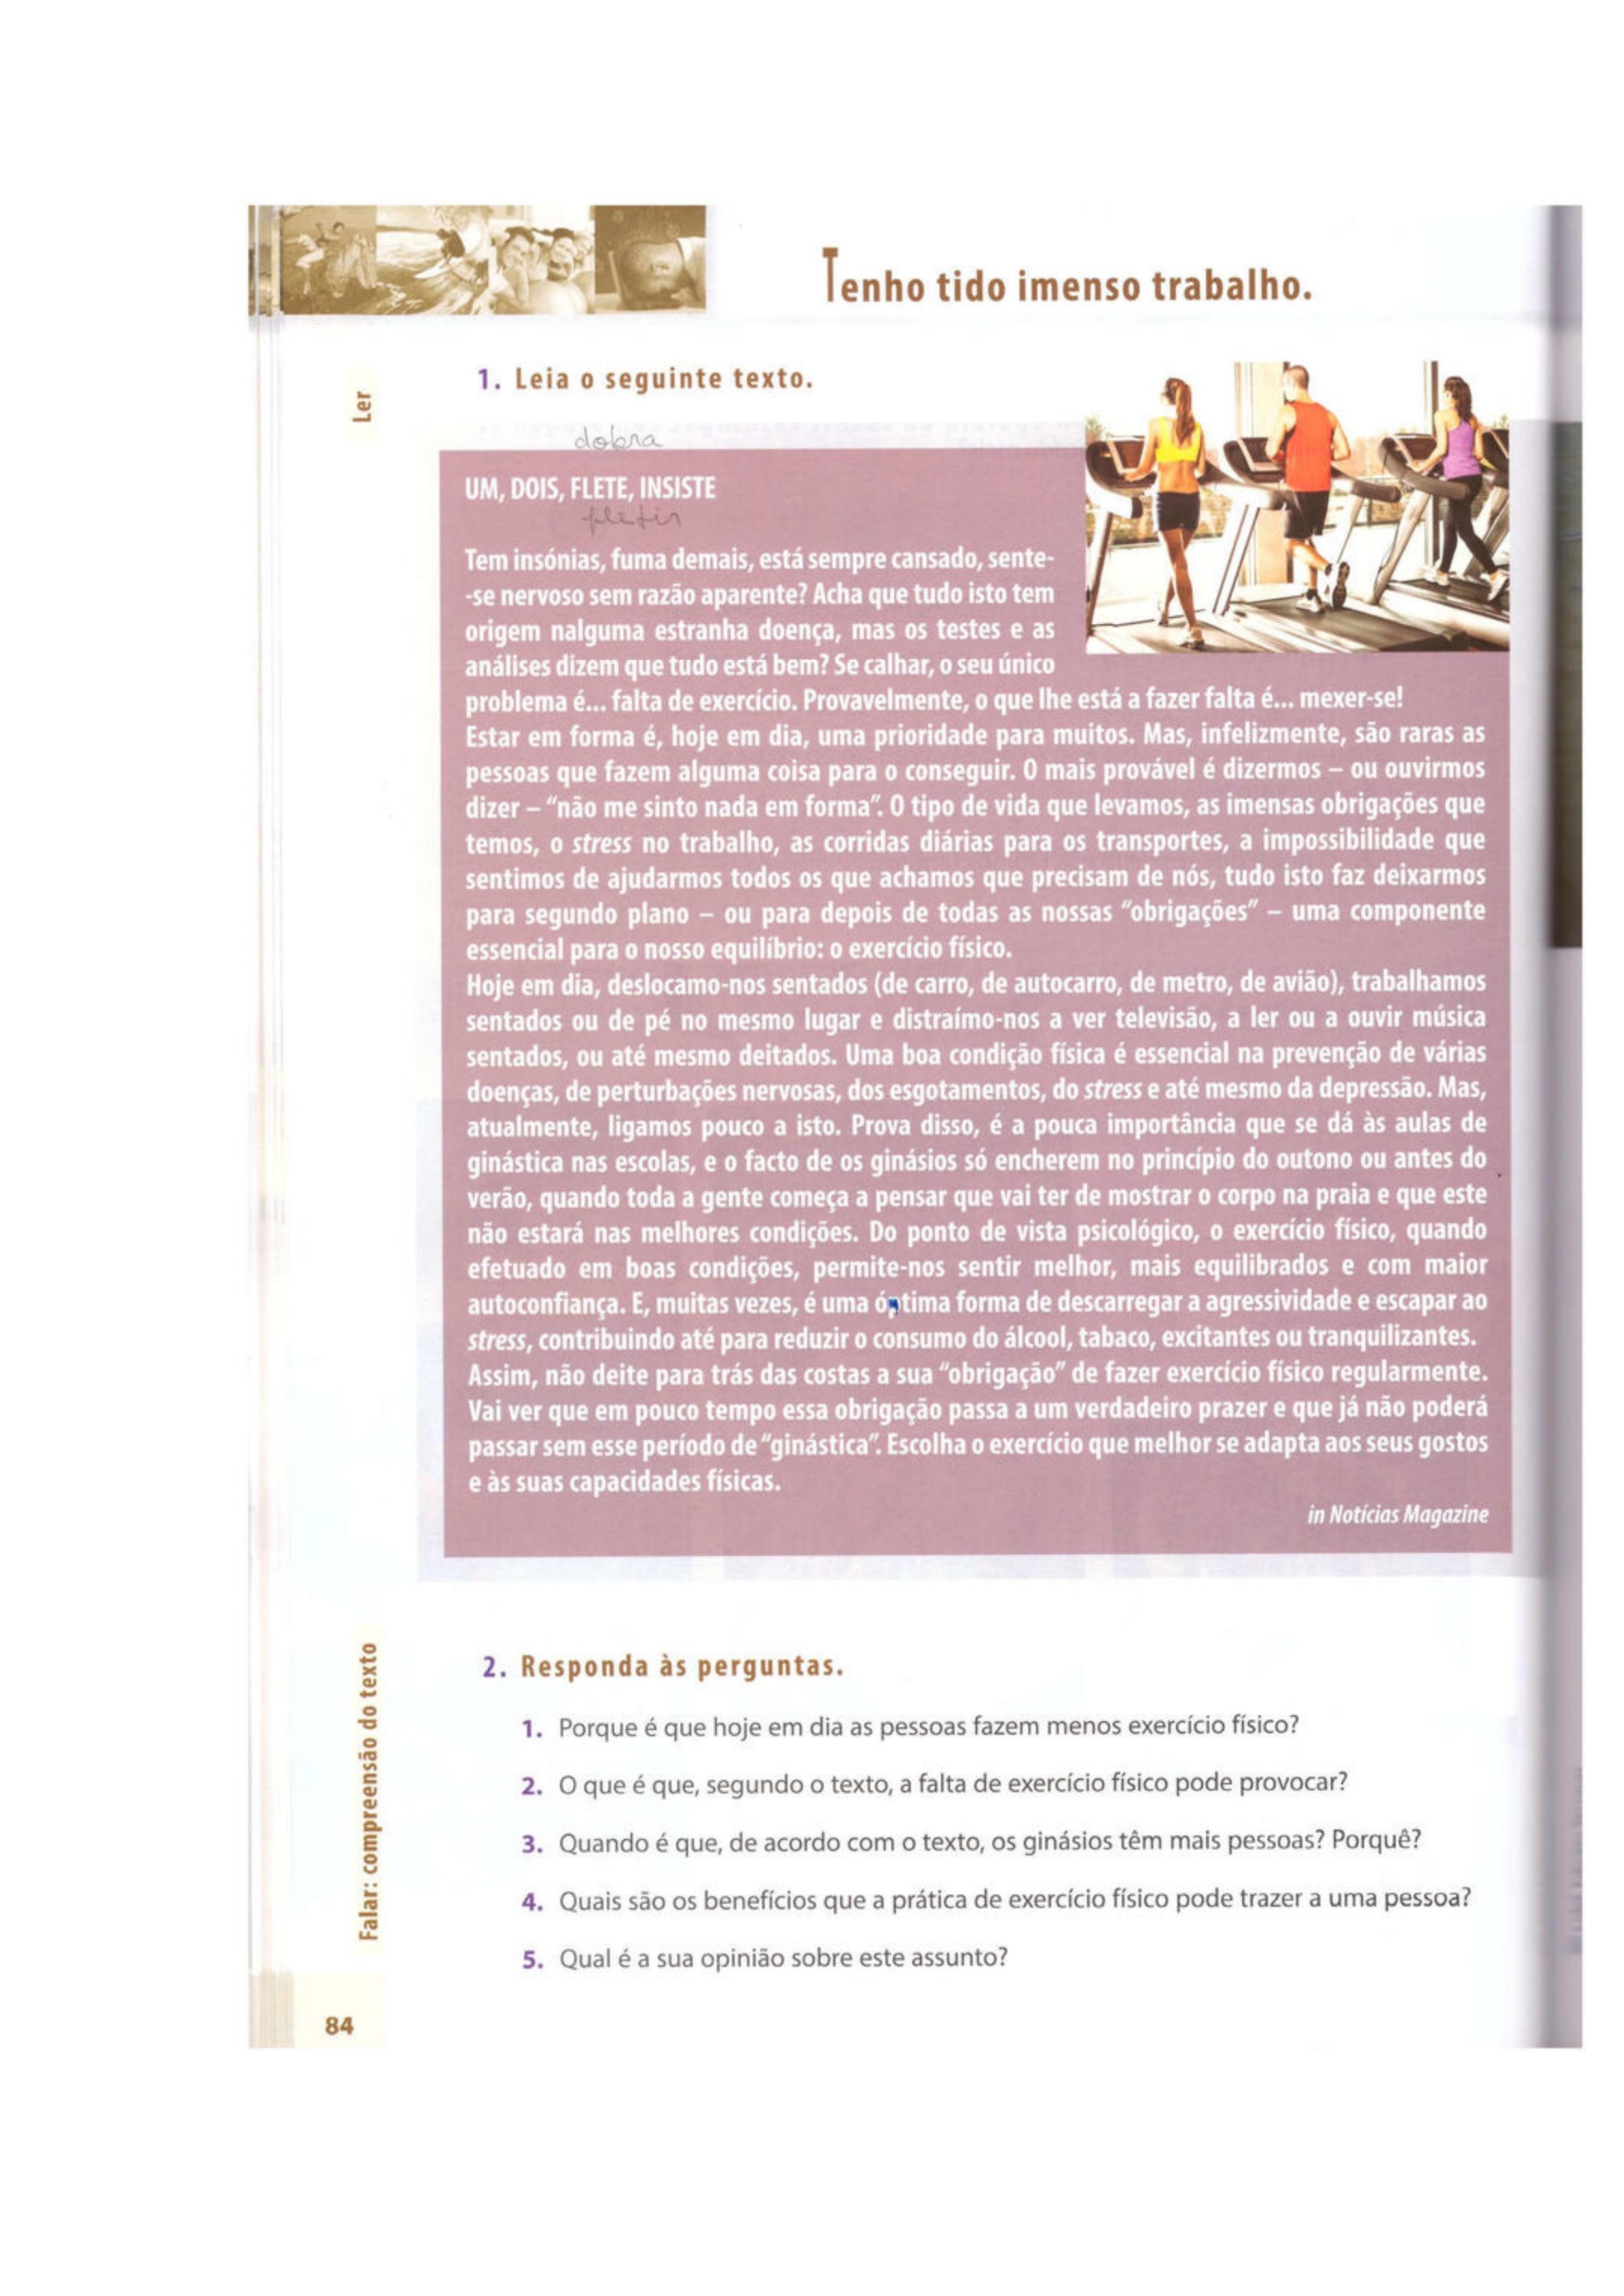 Tenho tido imenso trabalho.
Ler
1. Leia o seguinte texto.
dobra
UM, DOIS, FLETE, INSISTE
fletir
Tem insónias, fuma demais, está sempre cansado, sente-
-se nervoso sem razão aparente? Acha que tudo isto tem
origem nalguma estranha doença, mas os testes e as
análises dizem que tudo está bem? Se calhar, o seu único
problema é... falta de exercício. Provavelmente, o que lhe está a fazer falta é... mexer-se!
Estar em forma é, hoje em dia, uma prioridade para muitos. Mas, infelizmente, são raras as
pessoas que fazem alguma coisa para o conseguir. O mais provável é dizermos – ou ouvirmos
dizer – "não me sinto nada em forma". O tipo de vida que levamos, as imensas obrigações que
temos, o stress no trabalho, as corridas diárias para os transportes, a impossibilidade que
sentimos de ajudarmos todos os que achamos que precisam de nós, tudo isto faz deixarmos
para segundo plano – ou para depois de todas as nossas "obrigações" – uma componente
essencial para o nosso equilíbrio: o exercício físico.
Hoje em dia, deslocamo-nos sentados (de carro, de autocarro, de metro, de avião), trabalhamos
sentados ou de pé no mesmo lugar e distraímo-nos a ver televisão, a ler ou a ouvir música
sentados, ou até mesmo deitados. Uma boa condição física é essencial na prevenção de várias
doenças, de perturbações nervosas, dos esgotamentos, do stress e até mesmo da depressão. Mas,
atualmente, ligamos pouco a isto. Prova disso, é a pouca importância que se dá às aulas de
ginástica nas escolas, e o facto de os ginásios só encherem no princípio do outono ou antes do
verão, quando toda a gente começa a pensar que vai ter de mostrar o corpo na praia e que este
não estará nas melhores condições. Do ponto de vista psicológico, o exercício físico, quando
efetuado em boas condições, permite-nos sentir melhor, mais equilibrados e com maior
autoconfiança. E, muitas vezes, é uma óptima forma de descarregar a agressividade e escapar ao
stress, contribuindo até para reduzir o consumo do álcool, tabaco, excitantes ou tranquilizantes.
Assim, não deite para trás das costas a sua "obrigação" de fazer exercício físico regularmente.
Vai ver que em pouco tempo essa obrigação passa a um verdadeiro prazer e que já não poderá
passar sem esse período de "ginástica". Escolha o exercício que melhor se adapta aos seus gostos
e às suas capacidades físicas.
in Notícias Magazine
Falar: compreensão do texto
2. Responda às perguntas.
1. Porque é que hoje em dia as pessoas fazem menos exercício físico?
2. O que é que, segundo o texto, a falta de exercício físico pode provocar?
3. Quando é que, de acordo com o texto, os ginásios têm mais pessoas? Porquê?
4. Quais são os benefícios que a prática de exercício físico pode trazer a uma pessoa?
5. Qual é a sua opinião sobre este assunto?
84